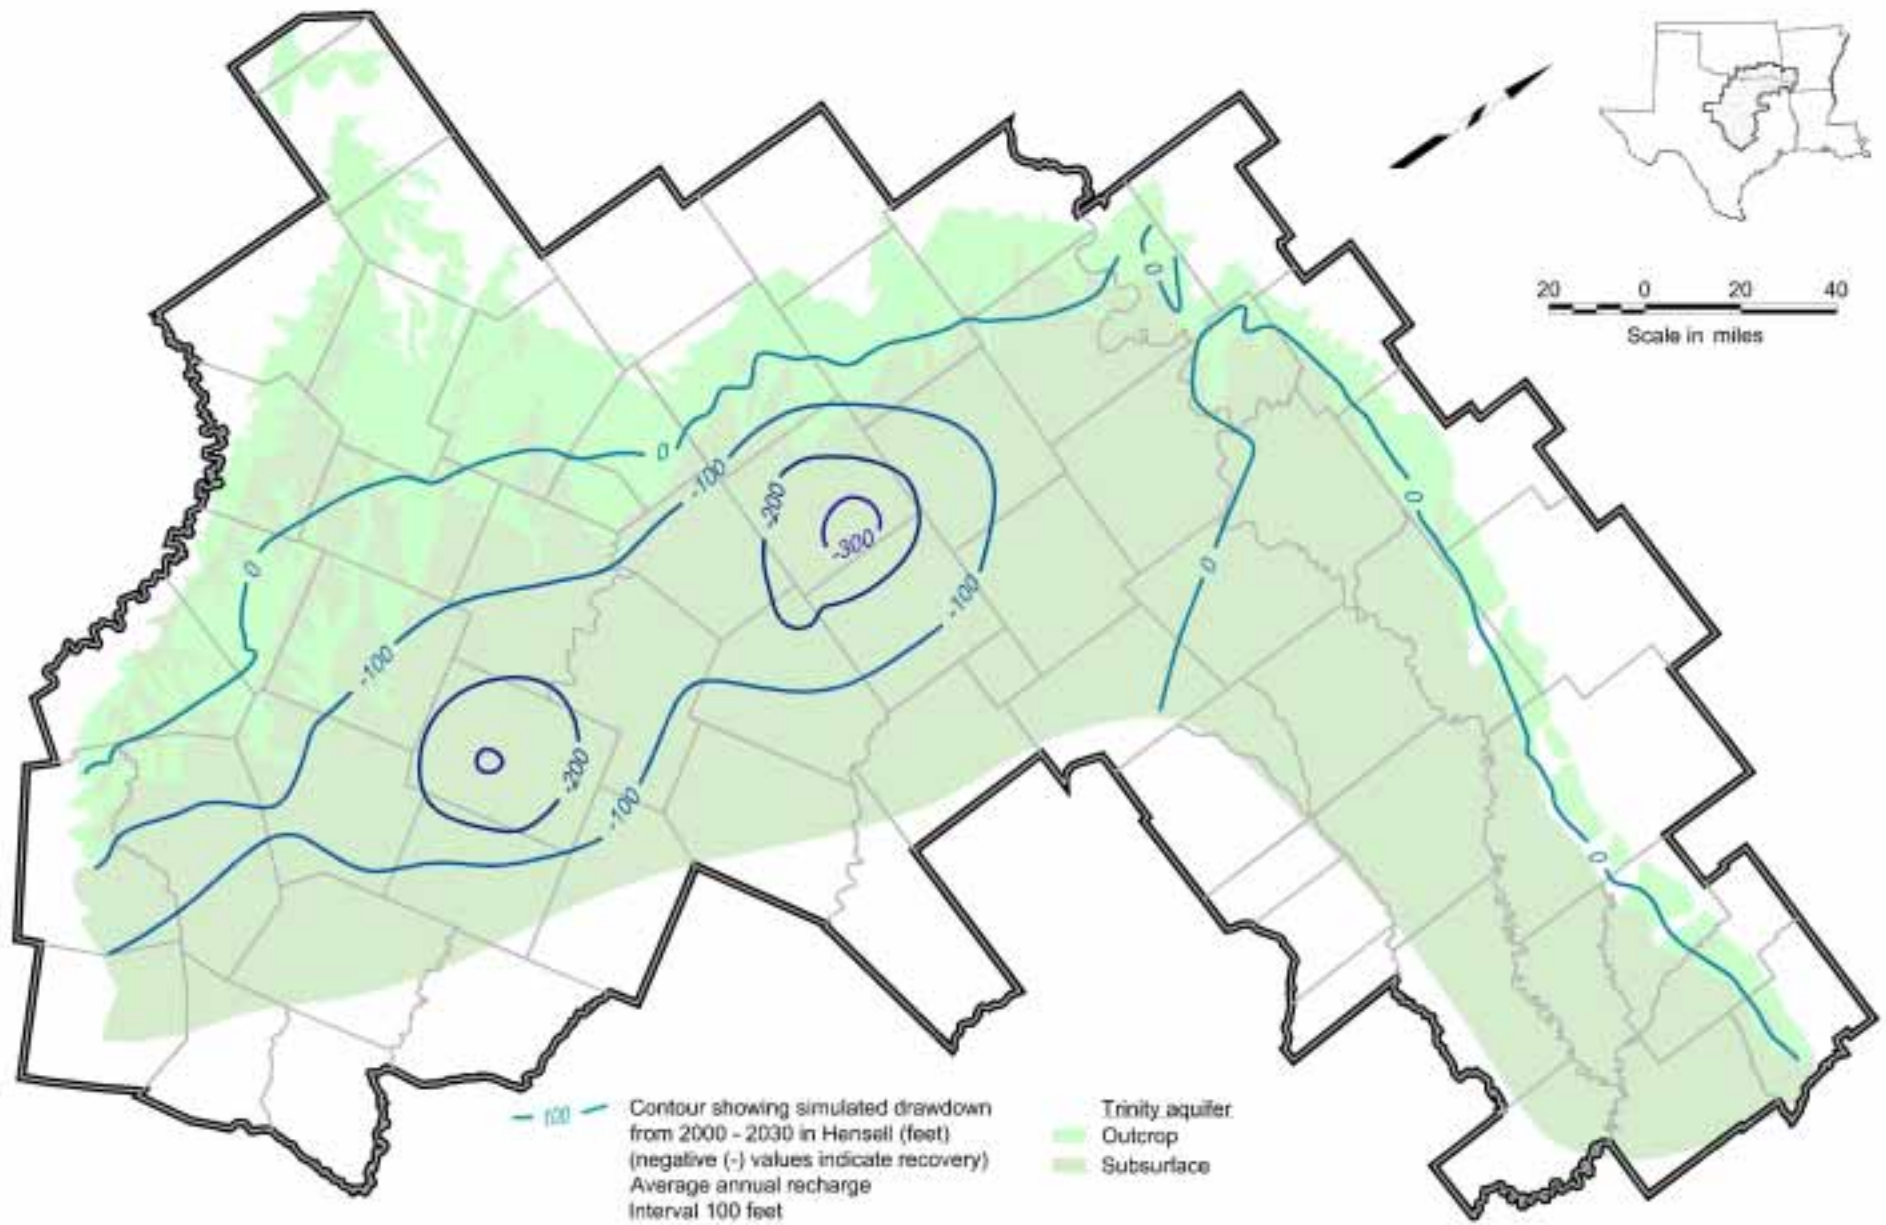 20 0 20 40
Scale in miles
0
0
0
-100
-200
-300
0
0
-100
-100
-200
-100
0
100
Contour showing simulated drawdown
from 2000 - 2030 in Hensell (feet)
(negative (-) values indicate recovery)
Average annual recharge
Interval 100 feet
Trinity aquifer
Outcrop
Subsurface